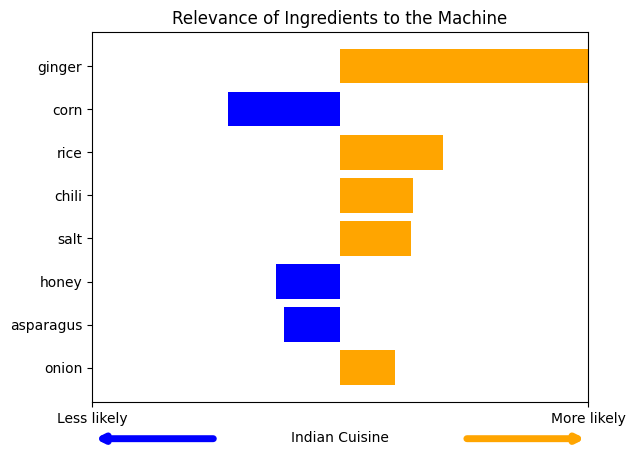 Relevance of Ingredients to the Machine
ginger
corn
rice
chili
salt
honey
asparagus
onion
Less likely
More likely
Indian Cuisine